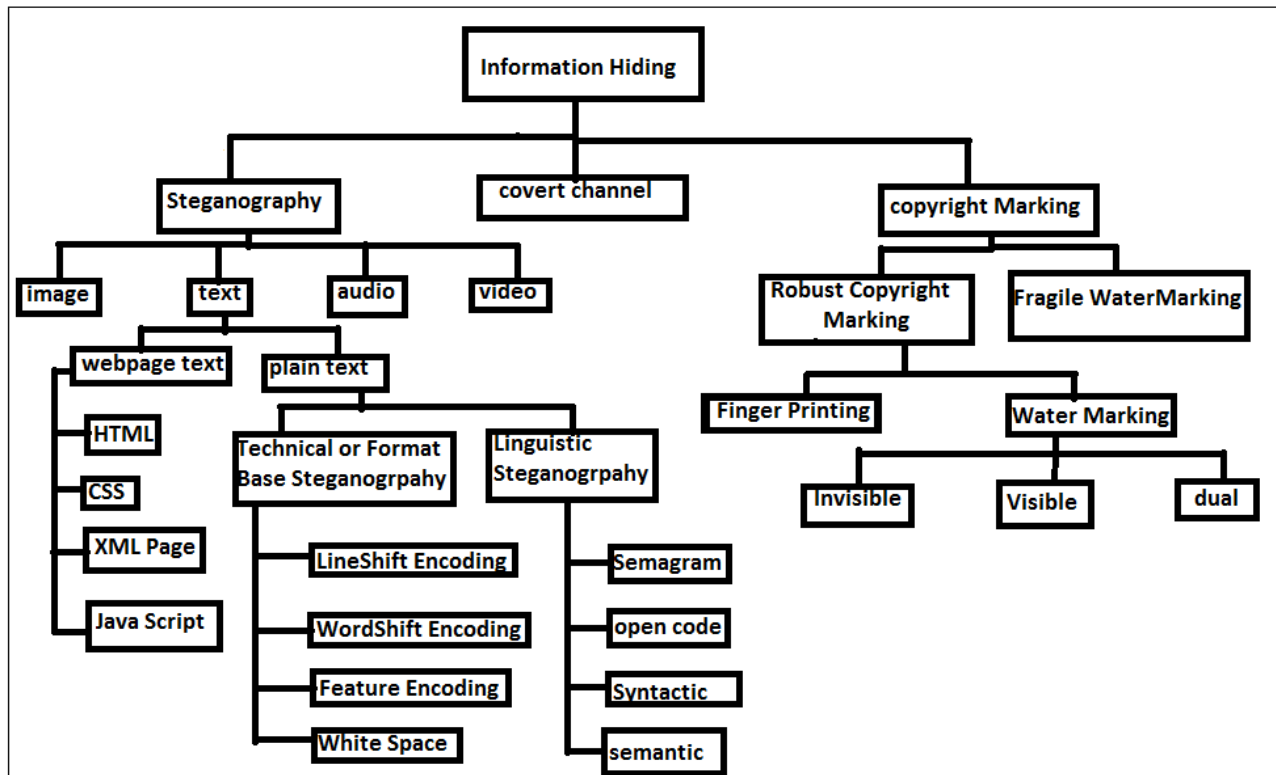 Information Hiding
Steganography
covert channel
copyright Marking
image
text
audio
video
Robust Copyright
Marking
Fragile WaterMarking
webpage text
plain text
Finger Printing
Water Marking
HTML
CSS
XML Page
Java Script
Technical or Format
Base Steganogrpahy
Linguistic
Steganogrpahy
Invisible
Visible
dual
LineShift Encoding
WordShift Encoding
Feature Encoding
White Space
Semagram
open code
Syntactic
semantic